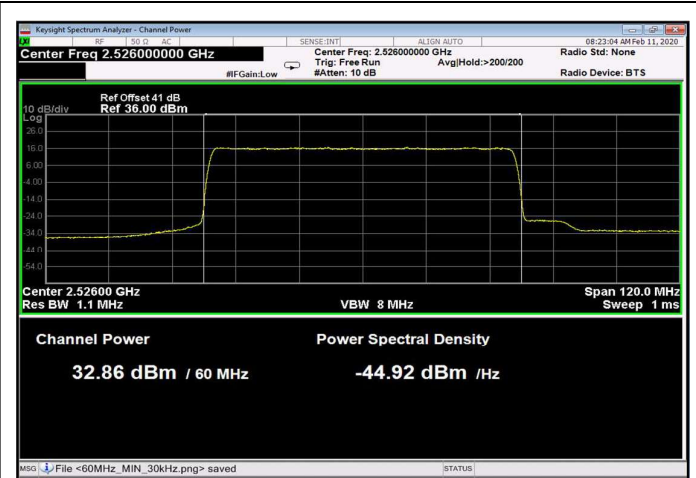 Keysight Spectrum Analyzer - Channel Power
RF 50 Ω AC SENSE:INT ALIGN AUTO 08:23:04 AM Feb 11, 2020
Center Freq 2.526000000 GHz Center Freq: 2.526000000 GHz Radio Std: None
Trig: Free Run Avg|Hold:>200/200
#IFGain:Low #Atten: 10 dB Radio Device: BTS
Ref Offset 41 dB
10 dB/div Ref 36.00 dBm
Log
26.0
16.0
6.00
-4.00
-14.0
-24.0
-34.0
-44.0
-54.0
Center 2.52600 GHz Span 120.0 MHz
Res BW 1.1 MHz VBW 8 MHz Sweep 1 ms
Channel Power Power Spectral Density
32.86 dBm / 60 MHz -44.92 dBm /Hz
MSG File <60MHz_MIN_30kHz.png> saved STATUS